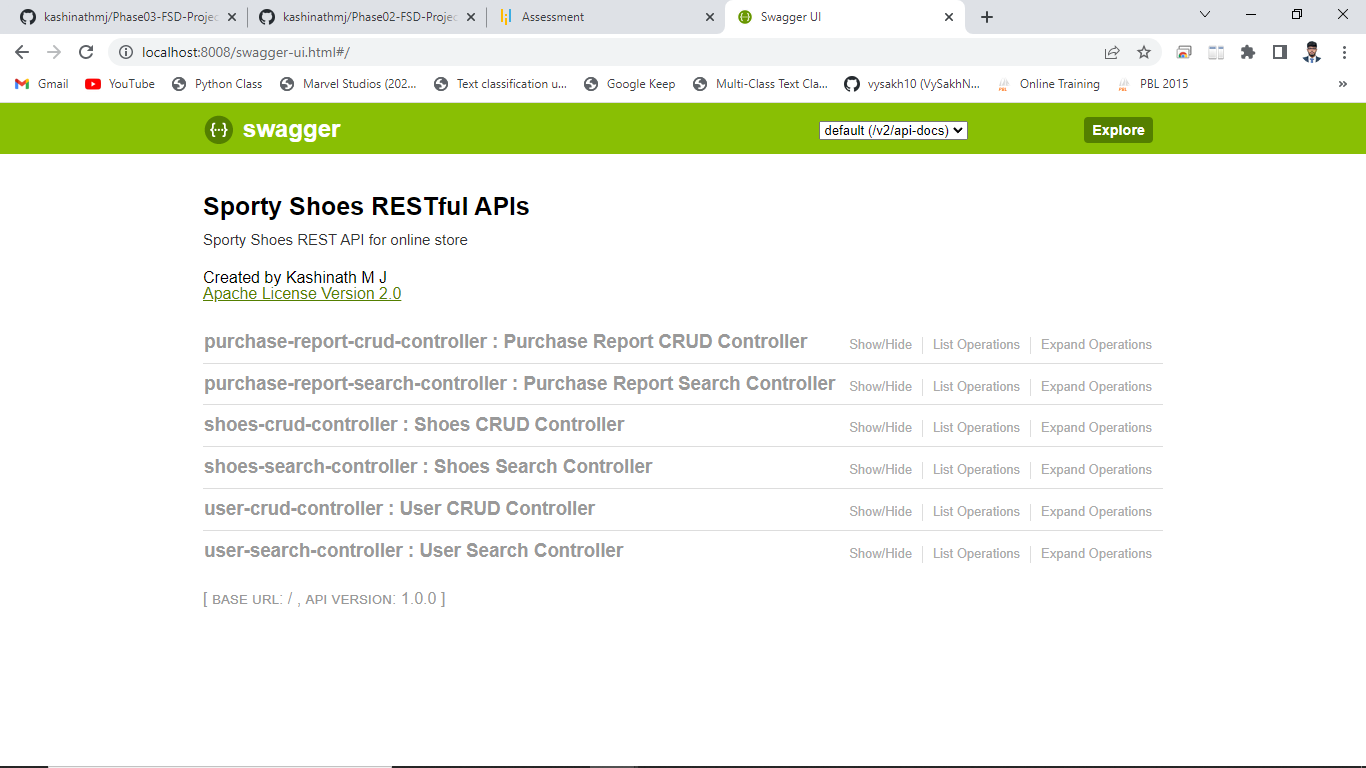 kashinathmj/Phase03-FSD-Projec
kashinathmj/Phase02-FSD-Projec
Assessment
Swagger UI
localhost:8008/swagger-ui.html#/
Gmail
YouTube
Python Class
Marvel Studios (202...
Text classification u...
Google Keep
Multi-Class Text Cla...
vysakh10 (VySakhN...
PBL
Online Training
PBL
PBL 2015
»
{··} swagger
default (/v2/api-docs)
Explore
Sporty Shoes RESTful APIs
Sporty Shoes REST API for online store
Created by Kashinath M J
Apache License Version 2.0
purchase-report-crud-controller : Purchase Report CRUD Controller Show/Hide List Operations Expand Operations
purchase-report-search-controller : Purchase Report Search Controller Show/Hide List Operations Expand Operations
shoes-crud-controller : Shoes CRUD Controller Show/Hide List Operations Expand Operations
shoes-search-controller : Shoes Search Controller Show/Hide List Operations Expand Operations
user-crud-controller : User CRUD Controller Show/Hide List Operations Expand Operations
user-search-controller : User Search Controller Show/Hide List Operations Expand Operations
[ BASE URL: / , API VERSION: 1.0.0 ]